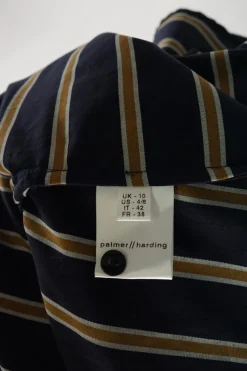 UK - 10
US - 4/6
IT - 42
FR - 38
palmer//harding